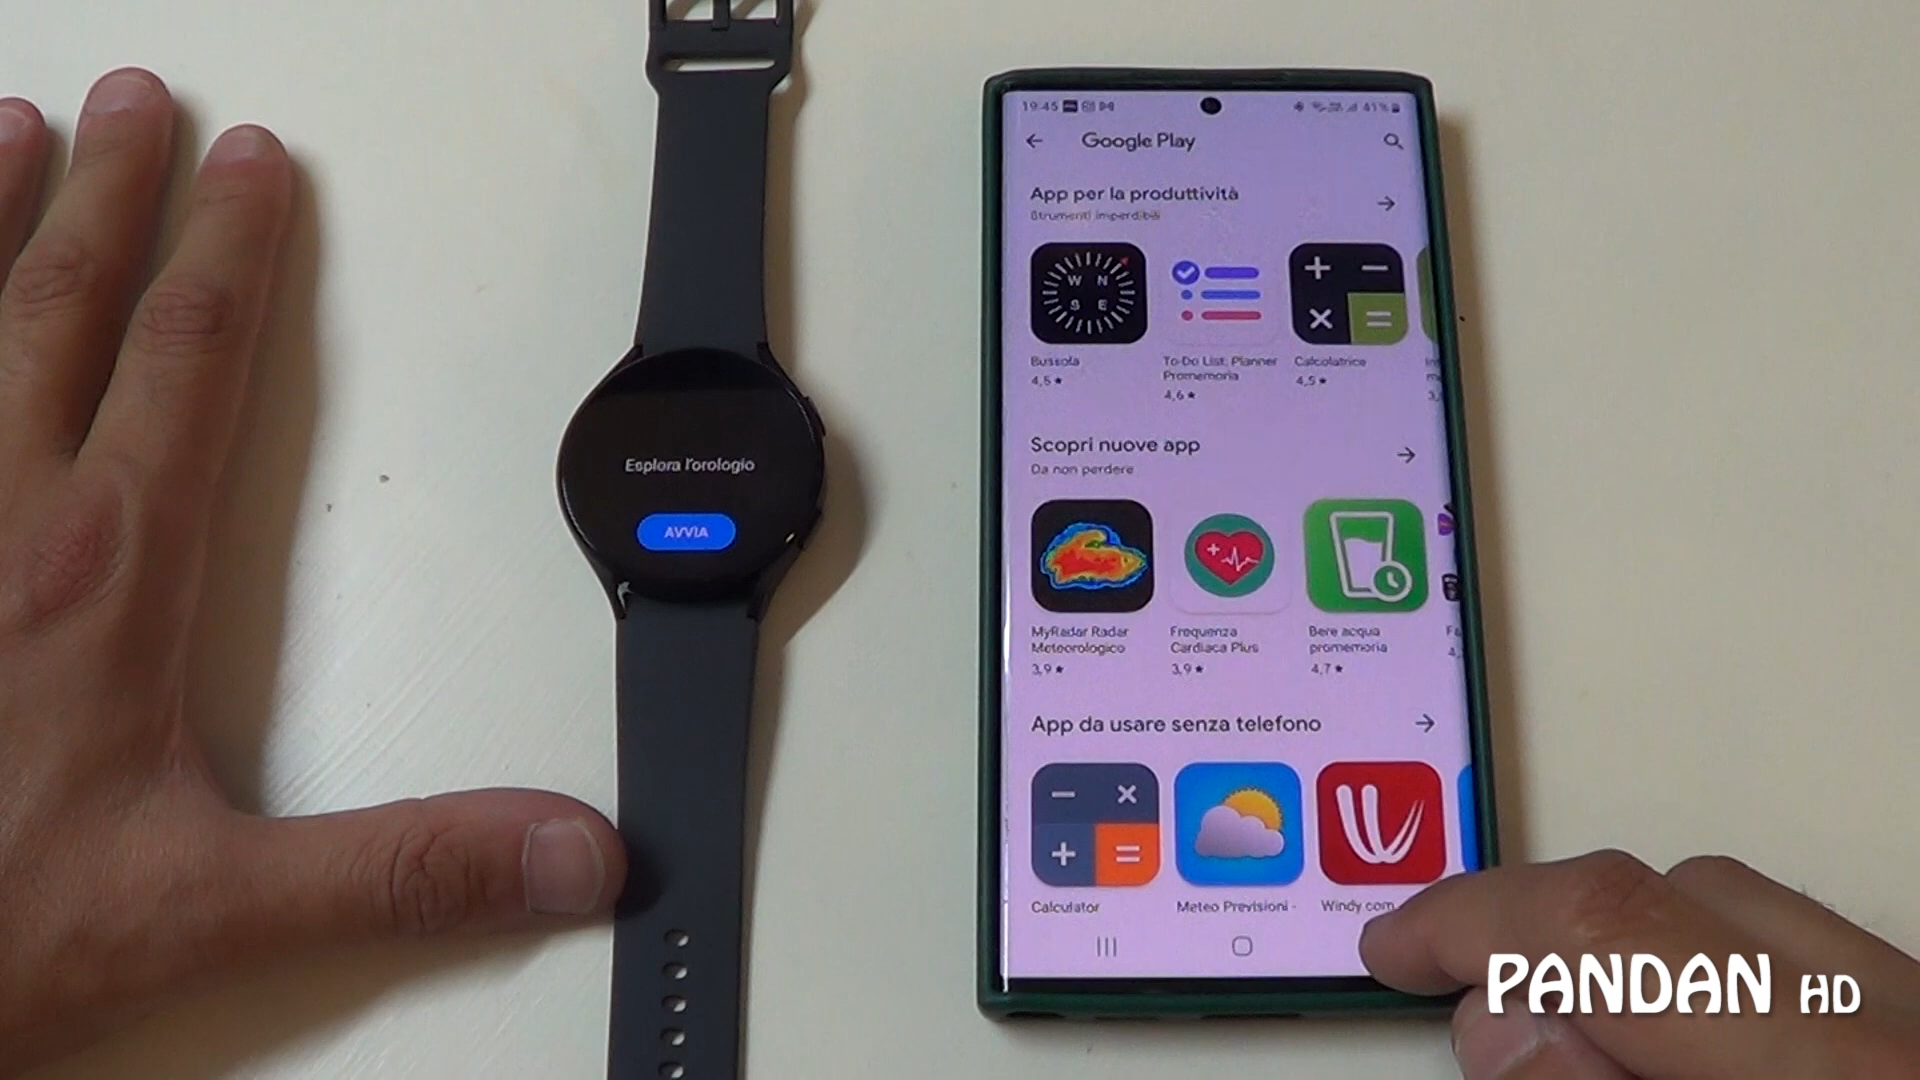 Esplora l'orologio
AVVIA
19:45
41%
Google Play
App per la produttività
Strumenti imperdibili
W N
S E
Bussola
4,5★
To-Do List: Planner
Promemoria
4,6★
Calcolatrice
4,5★
Scopri nuove app
Da non perdere
MyRadar Radar
Meteorologico
3,9★
Frequenza
Cardiaca Plus
3,9★
Bere acqua
promemoria
4,7★
App da usare senza telefono
Calculator
Meteo Previsioni -
Windy.com
PANDAN HD